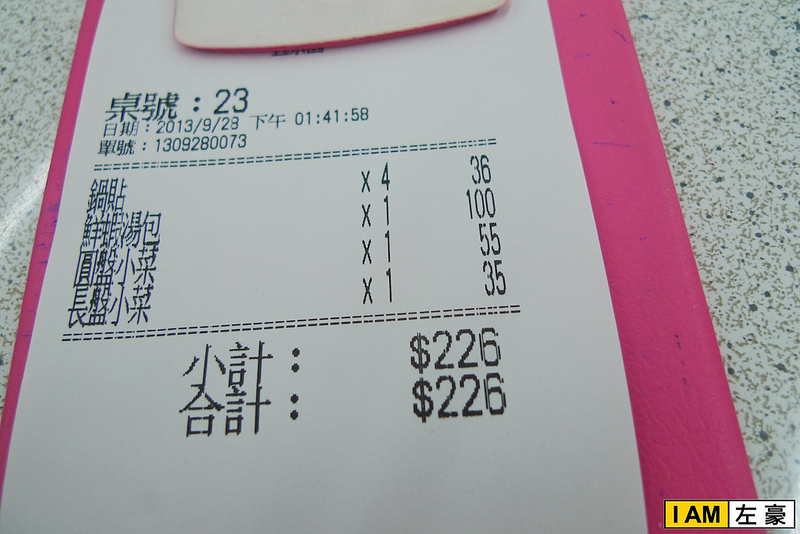 桌號：23
日期：2013/9/28 下午 01:41:58
單號：1309280073
鍋貼 x 4 36
鮮蝦湯包 x 1 100
圓盤小菜 x 1 55
長盤小菜 x 1 35
小計： $226
合計： $226
I AM 左豪